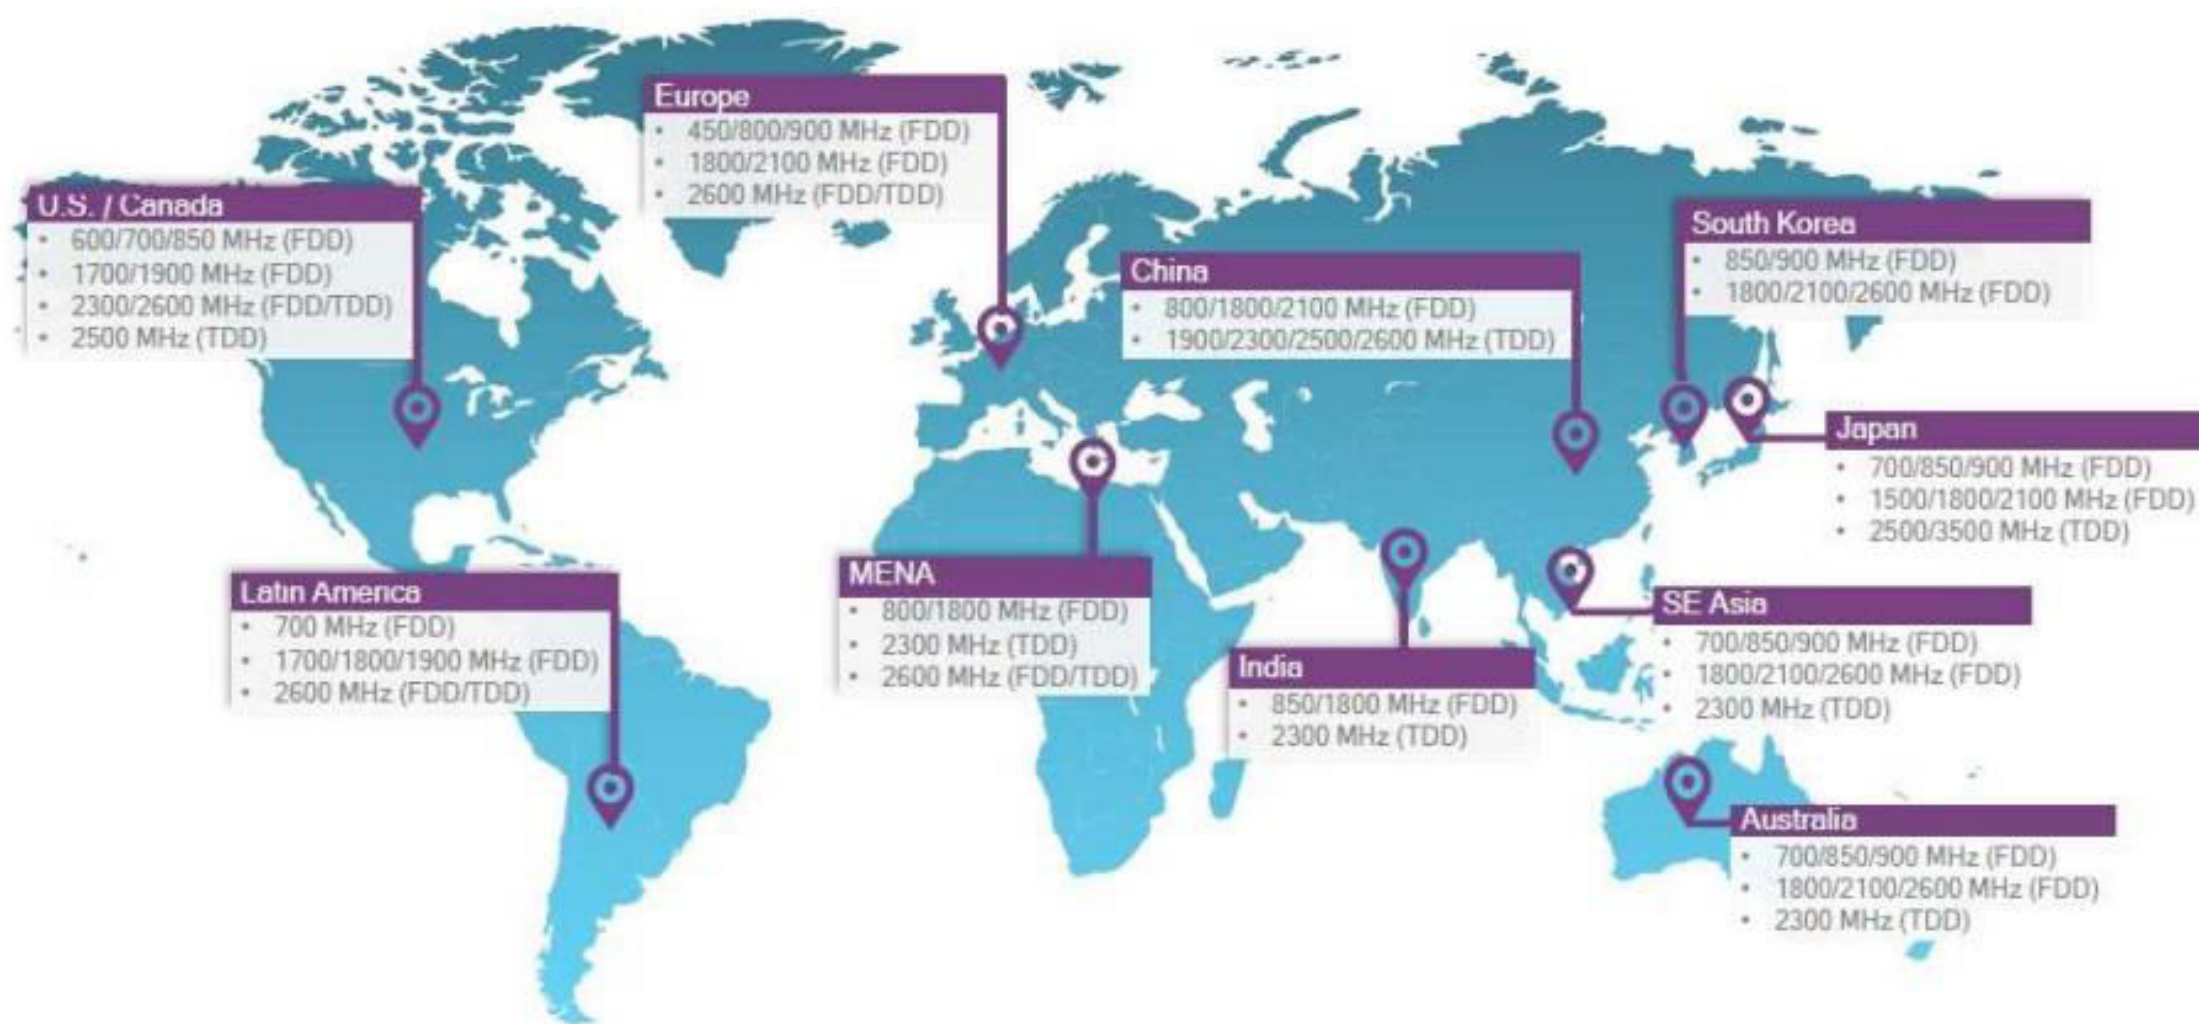 Europe
• 450/800/900 MHz (FDD)
• 1800/2100 MHz (FDD)
• 2600 MHz (FDD/TDD)
U.S. / Canada
• 600/700/850 MHz (FDD)
• 1700/1900 MHz (FDD)
• 2300/2600 MHz (FDD/TDD)
• 2500 MHz (TDD)
South Korea
• 850/900 MHz (FDD)
• 1800/2100/2600 MHz (FDD)
China
• 800/1800/2100 MHz (FDD)
• 1900/2300/2500/2600 MHz (TDD)
Japan
• 700/850/900 MHz (FDD)
• 1500/1800/2100 MHz (FDD)
• 2500/3500 MHz (TDD)
Latin America
• 700 MHz (FDD)
• 1700/1800/1900 MHz (FDD)
• 2600 MHz (FDD/TDD)
MENA
• 800/1800 MHz (FDD)
• 2300 MHz (TDD)
• 2600 MHz (FDD/TDD)
India
• 850/1800 MHz (FDD)
• 2300 MHz (TDD)
SE Asia
• 700/850/900 MHz (FDD)
• 1800/2100/2600 MHz (FDD)
• 2300 MHz (TDD)
Australia
• 700/850/900 MHz (FDD)
• 1800/2100/2600 MHz (FDD)
• 2300 MHz (TDD)